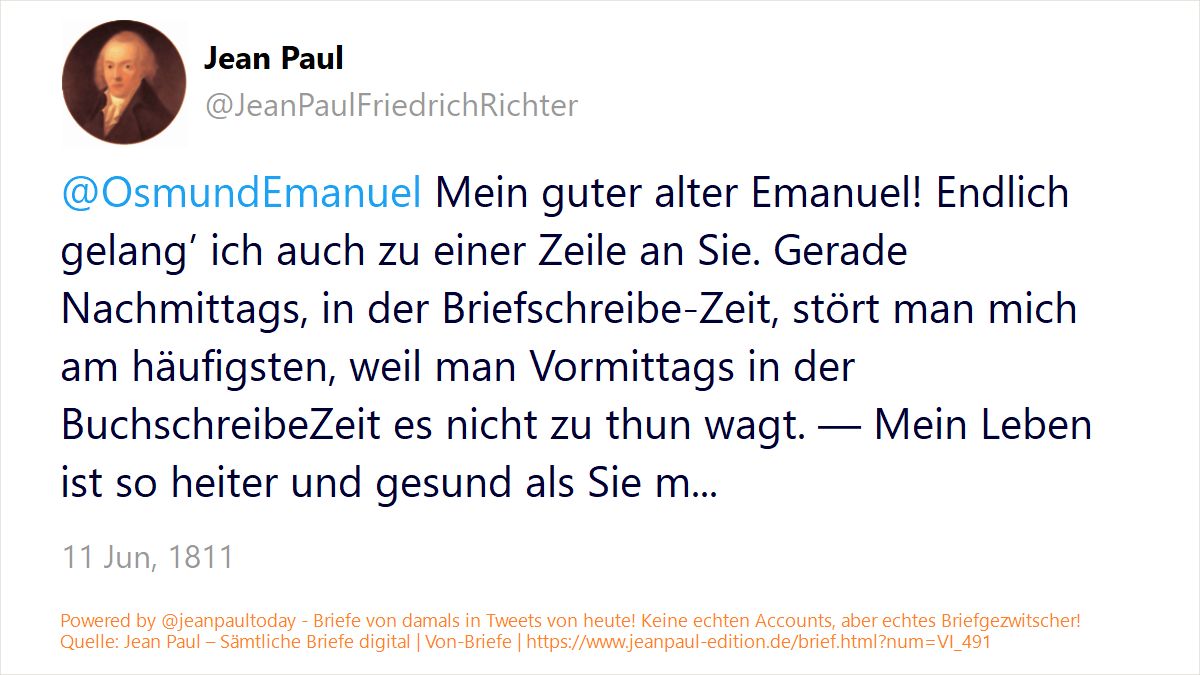 Jean Paul
@JeanPaulFriedrichRichter
@OsmundEmanuel Mein guter alter Emanuel! Endlich
gelang’ ich auch zu einer Zeile an Sie. Gerade
Nachmittags, in der Briefschreibe-Zeit, stört man mich
am häufigsten, weil man Vormittags in der
BuchschreibeZeit es nicht zu thun wagt. — Mein Leben
ist so heiter und gesund als Sie m...
11 Jun, 1811
Powered by @jeanpaultoday - Briefe von damals in Tweets von heute! Keine echten Accounts, aber echtes Briefgezwitscher!
Quelle: Jean Paul – Sämtliche Briefe digital | Von-Briefe | https://www.jeanpaul-edition.de/brief.html?num=VI_491